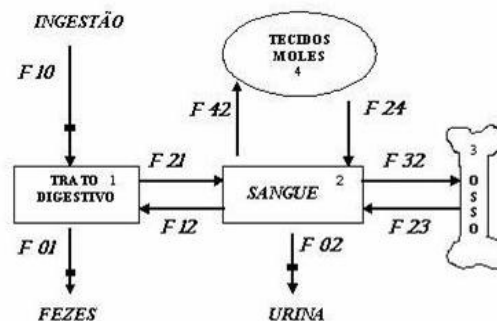 INGESTÃO
TECIDOS
MOLES
4
F 10
F 42
F 24
3
OSSO
TRATO 1
DIGESTIVO
F 21
SANGUE 2
F 32
F 12
F 23
F 01
F 02
FEZES
URINA